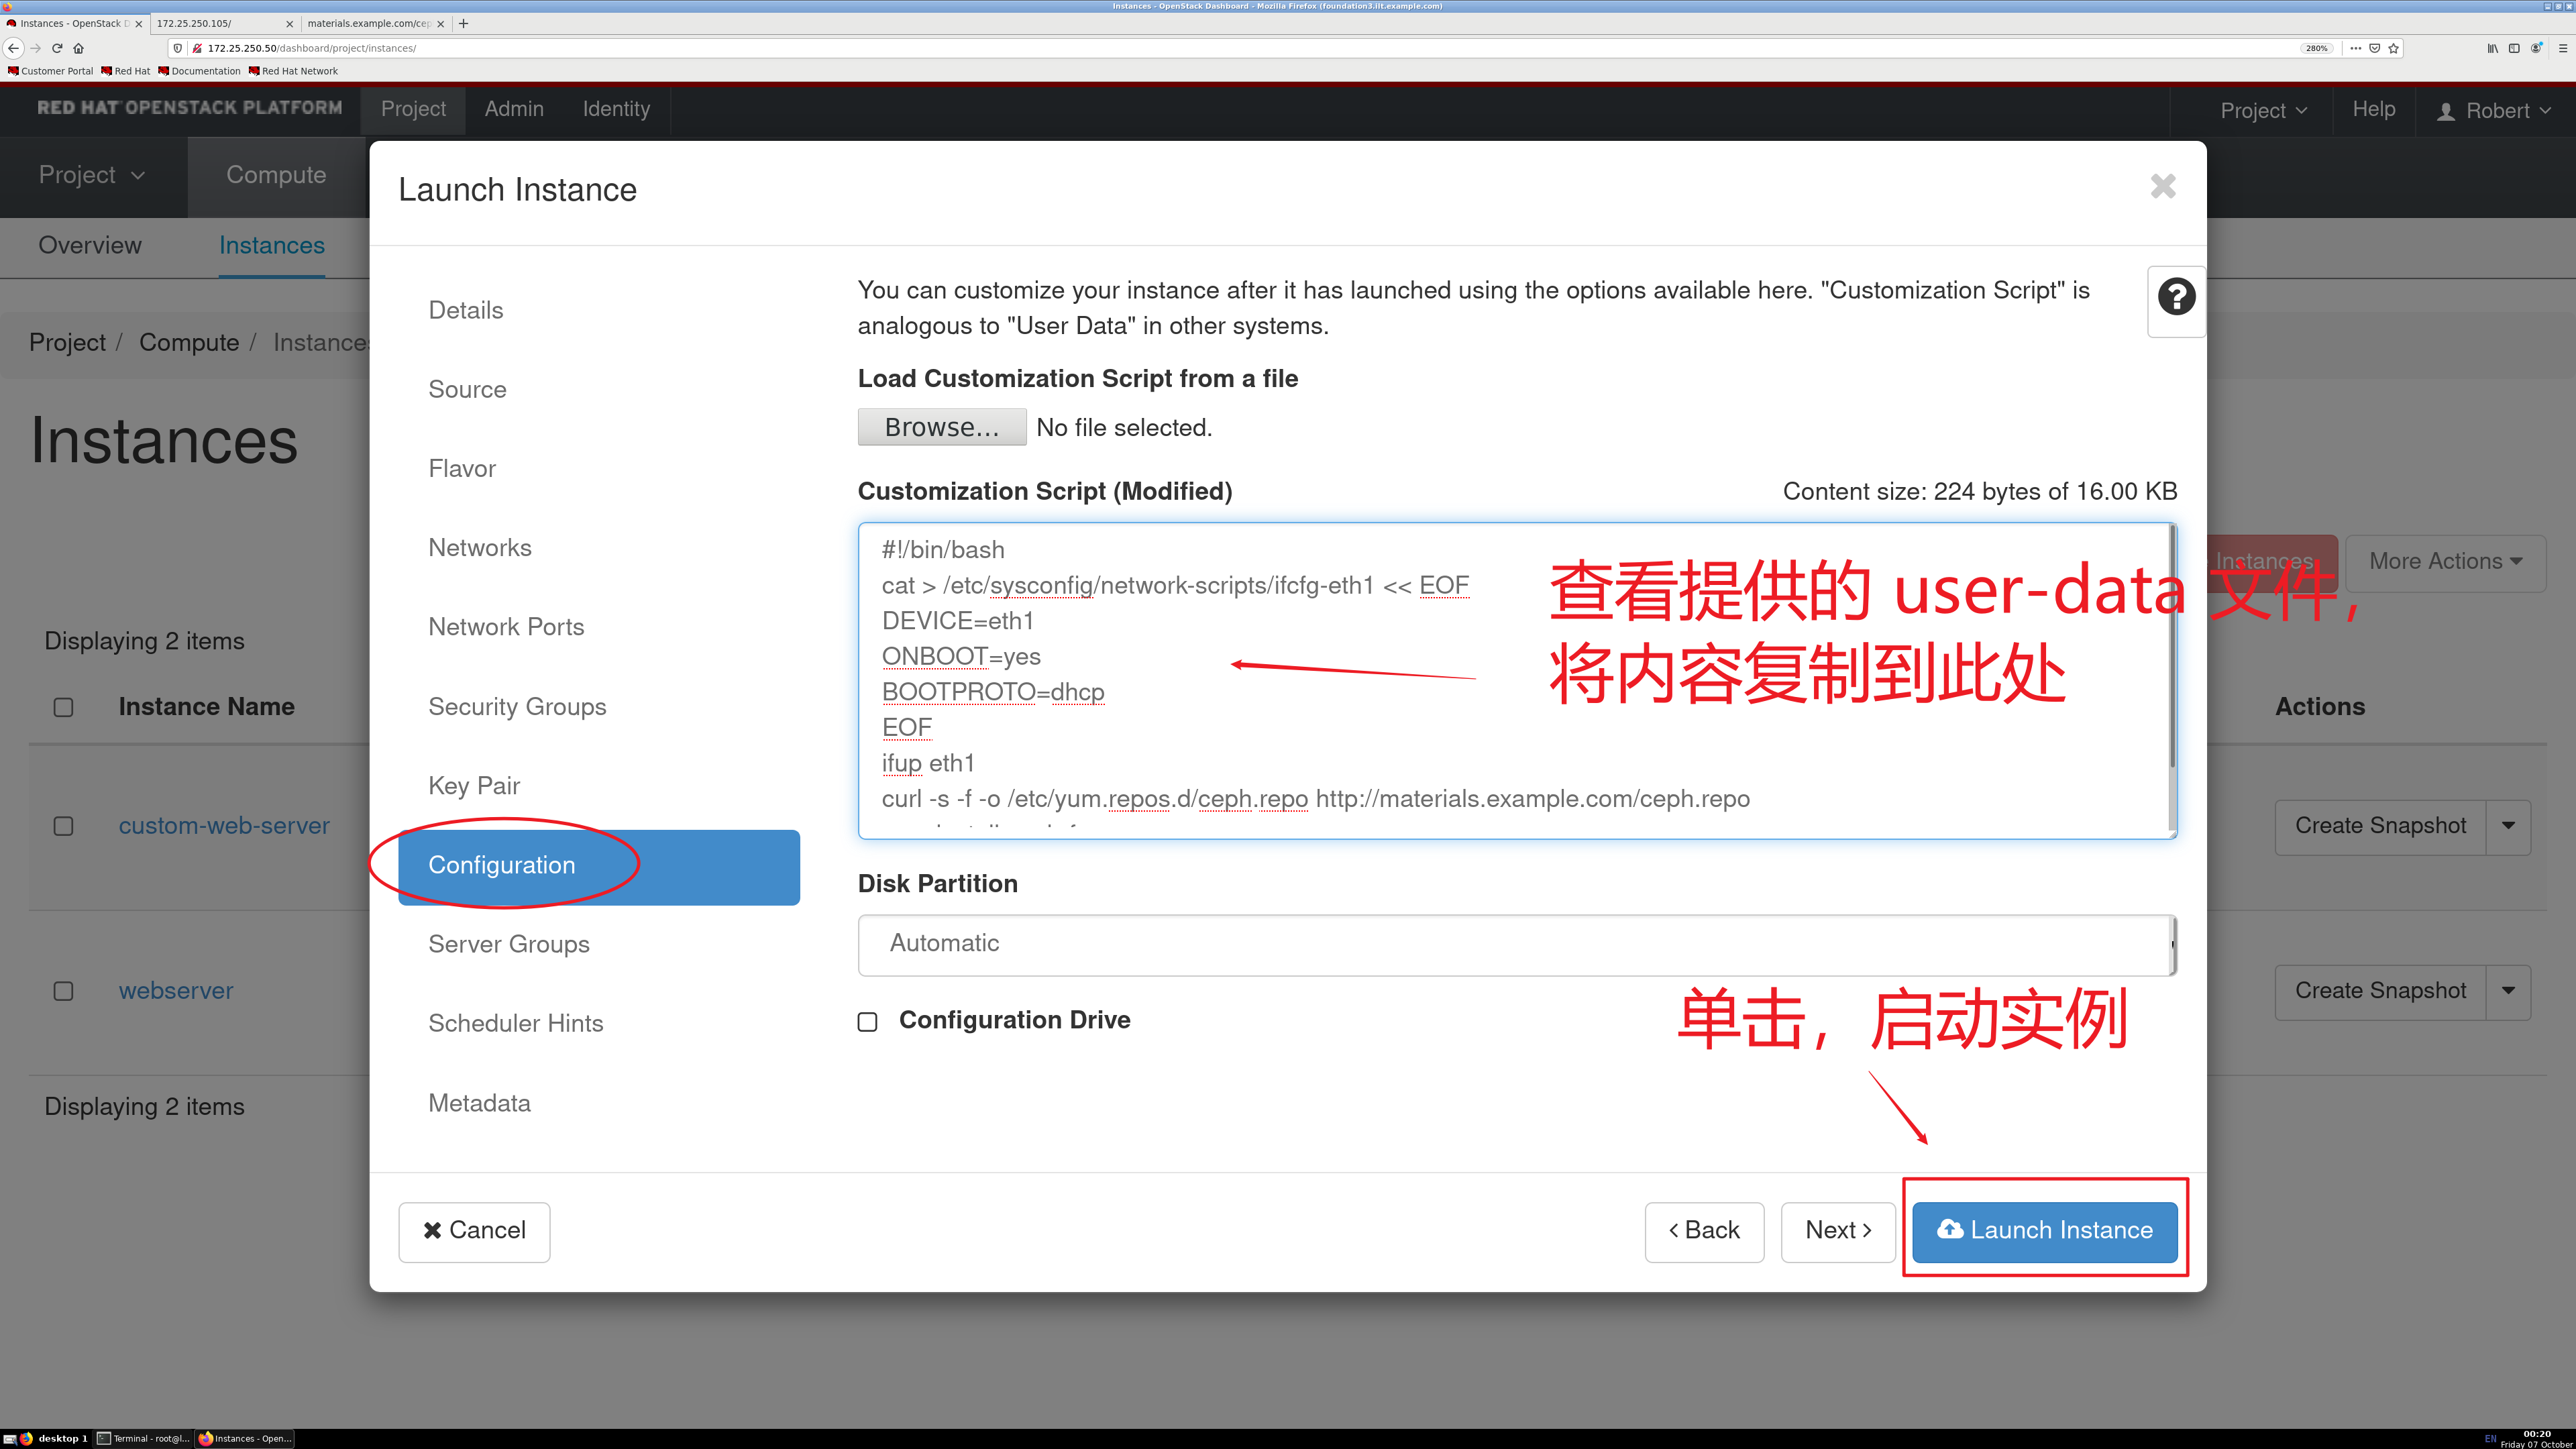 Instances - OpenStack Dashboard - Mozilla Firefox (foundation3.ilt.example.com)
Instances - OpenStack D
172.25.250.105/
materials.example.com/cep
172.25.250.50/dashboard/project/instances/
280%
Customer Portal
Red Hat
Documentation
Red Hat Network
RED HAT OPENSTACK PLATFORM
Project
Admin
Identity
Project
Help
Robert
Project
Compute
Overview
Instances
Project / Compute / Instances
Instances
Instances
More Actions
Displaying 2 items
Instance Name
Actions
custom-web-server
Create Snapshot
webserver
Create Snapshot
Displaying 2 items
Launch Instance
Details
Source
Flavor
Networks
Network Ports
Security Groups
Key Pair
Configuration
Server Groups
Scheduler Hints
Metadata
You can customize your instance after it has launched using the options available here. "Customization Script" is
analogous to "User Data" in other systems.
Load Customization Script from a file
Browse... No file selected.
Customization Script (Modified)
Content size: 224 bytes of 16.00 KB
#!/bin/bash
cat > /etc/sysconfig/network-scripts/ifcfg-eth1 << EOF
DEVICE=eth1
ONBOOT=yes
BOOTPROTO=dhcp
EOF
ifup eth1
curl -s -f -o /etc/yum.repos.d/ceph.repo http://materials.example.com/ceph.repo
查看提供的 user-data 文件，
将内容复制到此处
Disk Partition
Automatic
Configuration Drive
单击，启动实例
Cancel
Back
Next
Launch Instance
desktop 1
Terminal - root@l...
Instances - Open...
EN
00:20
Friday 07 October